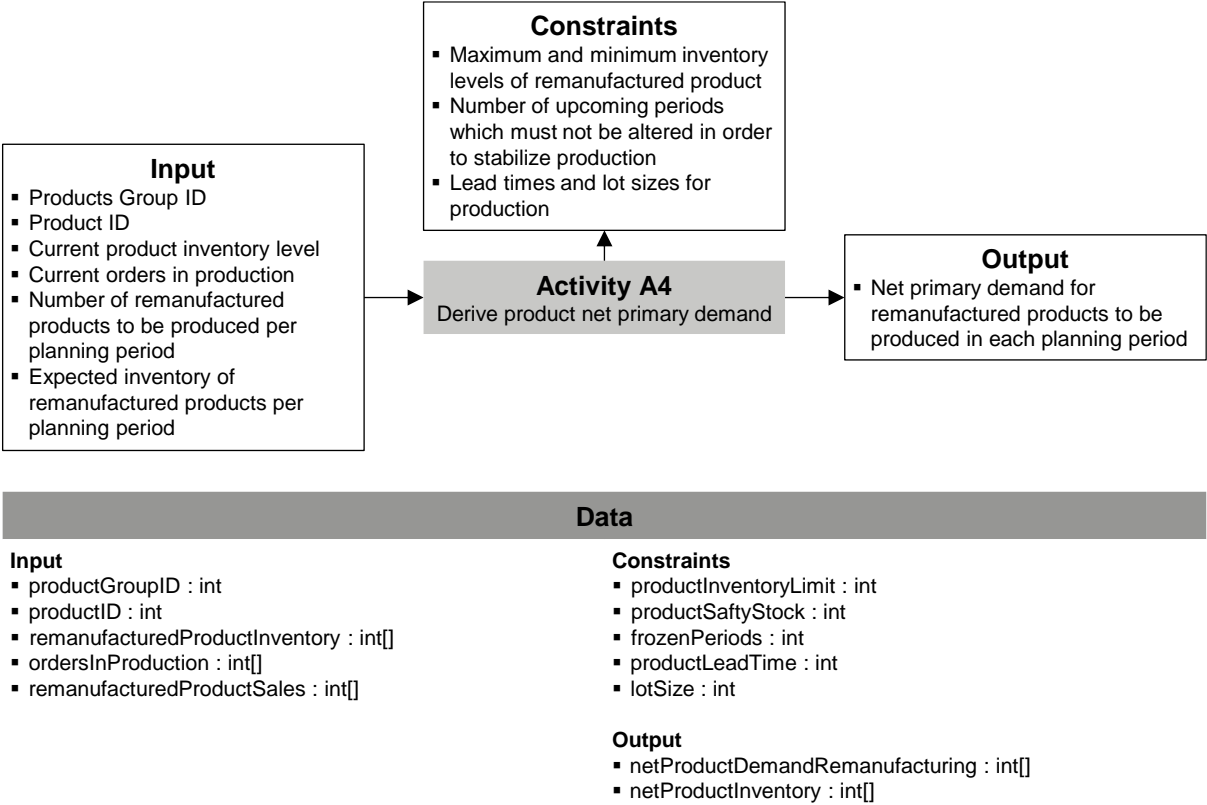 Constraints
▪ Maximum and minimum inventory
levels of remanufactured product
▪ Number of upcoming periods
which must not be altered in order
to stabilize production
▪ Lead times and lot sizes for
production
Input
▪ Products Group ID
▪ Product ID
▪ Current product inventory level
▪ Current orders in production
▪ Number of remanufactured
products to be produced per
planning period
▪ Expected inventory of
remanufactured products per
planning period
Activity A4
Derive product net primary demand
Output
▪ Net primary demand for
remanufactured products to be
produced in each planning period
Data
Input
▪ productGroupID : int
▪ productID : int
▪ remanufacturedProductInventory : int[]
▪ ordersInProduction : int[]
▪ remanufacturedProductSales : int[]
Constraints
▪ productInventoryLimit : int
▪ productSaftyStock : int
▪ frozenPeriods : int
▪ productLeadTime : int
▪ lotSize : int
Output
▪ netProductDemandRemanufacturing : int[]
▪ netProductInventory : int[]